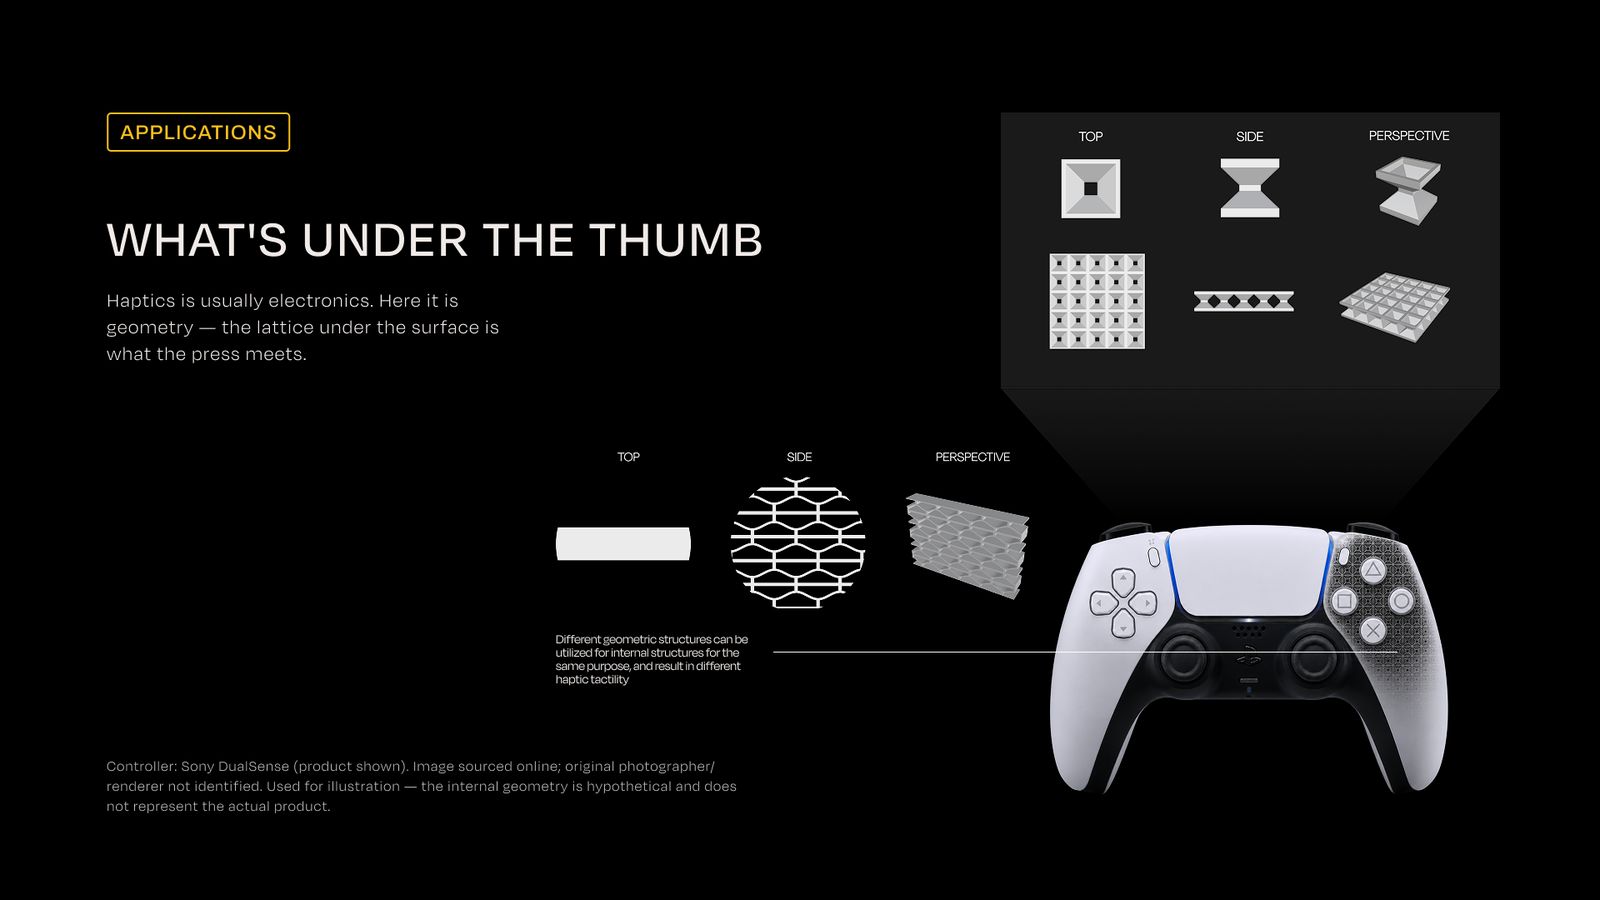 APPLICATIONS
WHAT'S UNDER THE THUMB
Haptics is usually electronics. Here it is
geometry — the lattice under the surface is
what the press meets.
TOP
SIDE
PERSPECTIVE
TOP
SIDE
PERSPECTIVE
Different geometric structures can be
utilized for internal structures for the
same purpose, and result in different
haptic tactility
Controller: Sony DualSense (product shown). Image sourced online; original photographer/
renderer not identified. Used for illustration — the internal geometry is hypothetical and does
not represent the actual product.